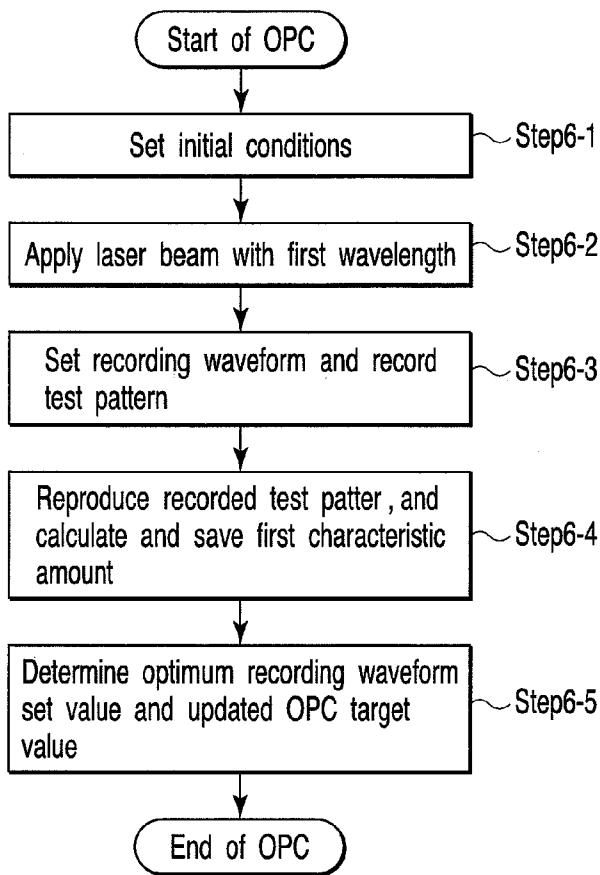 Start of OPC
Set initial conditions
Step6-1
Apply laser beam with first wavelength
Step6-2
Set recording waveform and record
test pattern
Step6-3
Reproduce recorded test patter , and
calculate and save first characteristic
amount
Step6-4
Determine optimum recording waveform
set value and updated OPC target
value
Step6-5
End of OPC